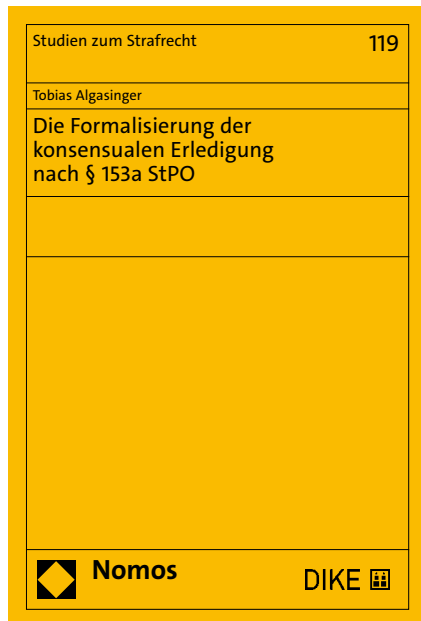 Studien zum Strafrecht 119
Tobias Algasinger
Die Formalisierung der
konsensualen Erledigung
nach § 153a StPO
Nomos
DIKE